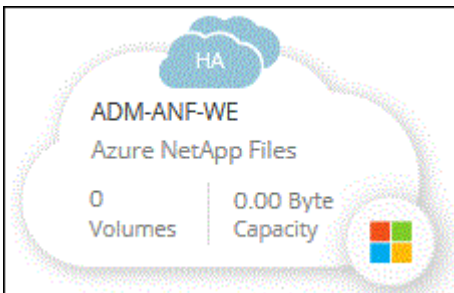 HA
ADM-ANF-WE
Azure NetApp Files
0
Volumes
0.00 Byte
Capacity